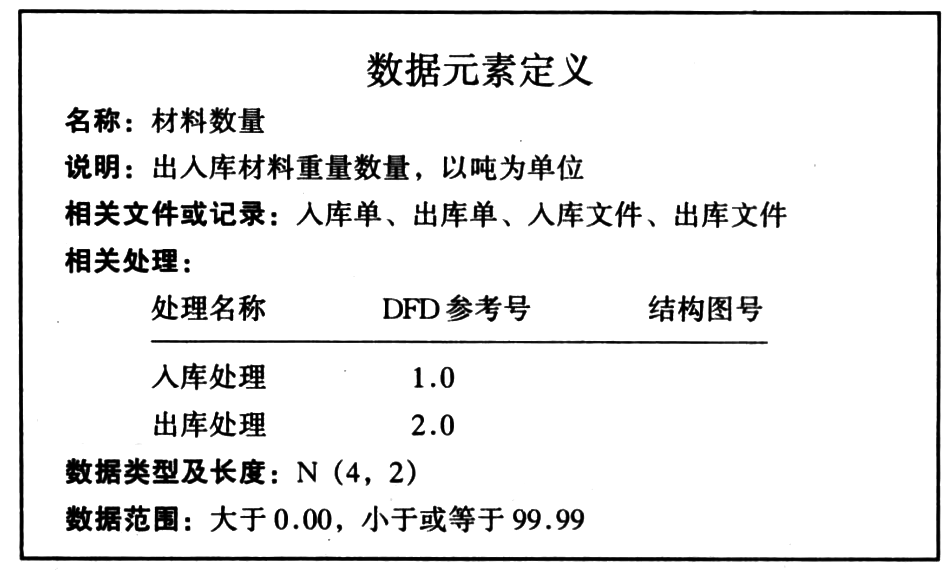 数据元素定义
名称：材料数量
说明：出入库材料重量数量，以吨为单位
相关文件或记录：入库单、出库单、入库文件、出库文件
相关处理：
处理名称 DFD参考号 结构图号
入库处理 1.0
出库处理 2.0
数据类型及长度：N（4，2）
数据范围：大于0.00，小于或等于99.99